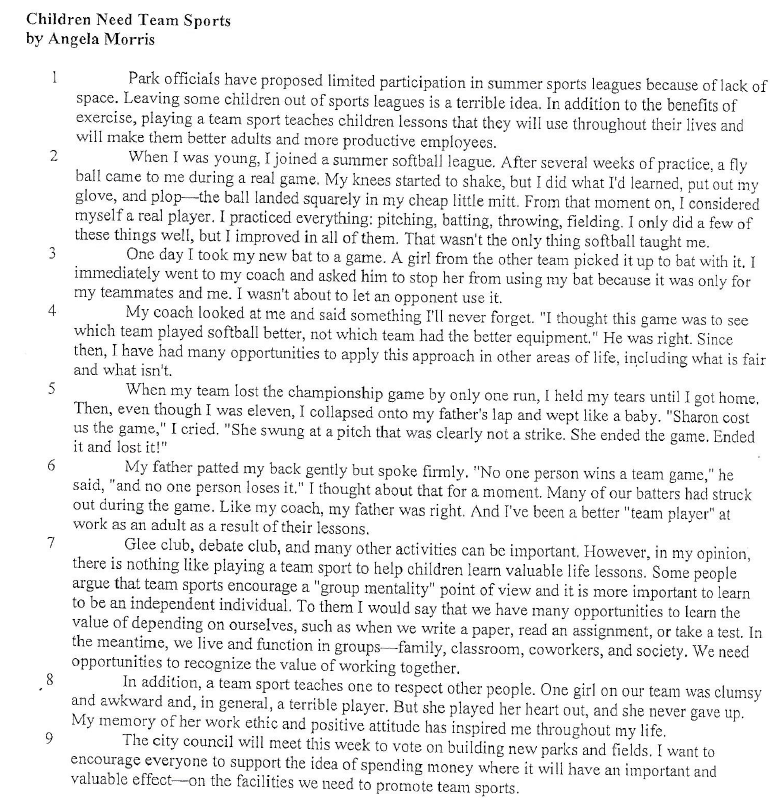 Children Need Team Sports
by Angela Morris
1 Park officials have proposed limited participation in summer sports leagues because of lack of
space. Leaving some children out of sports leagues is a terrible idea. In addition to the benefits of
exercise, playing a team sport teaches children lessons that they will use throughout their lives and
will make them better adults and more productive employees.
2 When I was young, I joined a summer softball league. After several weeks of practice, a fly
ball came to me during a real game. My knees started to shake, but I did what I'd learned, put out my
glove, and plop—the ball landed squarely in my cheap little mitt. From that moment on, I considered
myself a real player. I practiced everything: pitching, batting, throwing, fielding. I only did a few of
these things well, but I improved in all of them. That wasn't the only thing softball taught me.
3 One day I took my new bat to a game. A girl from the other team picked it up to bat with it. I
immediately went to my coach and asked him to stop her from using my bat because it was only for
my teammates and me. I wasn't about to let an opponent use it.
4 My coach looked at me and said something I'll never forget. "I thought this game was to see
which team played softball better, not which team had the better equipment." He was right. Since
then, I have had many opportunities to apply this approach in other areas of life, including what is fair
and what isn't.
5 When my team lost the championship game by only one run, I held my tears until I got home.
Then, even though I was eleven, I collapsed onto my father's lap and wept like a baby. "Sharon cost
us the game," I cried. "She swung at a pitch that was clearly not a strike. She ended the game. Ended
it and lost it!"
6 My father patted my back gently but spoke firmly. "No one person wins a team game," he
said, "and no one person loses it." I thought about that for a moment. Many of our batters had struck
out during the game. Like my coach, my father was right. And I've been a better "team player" at
work as an adult as a result of their lessons.
7 Glee club, debate club, and many other activities can be important. However, in my opinion,
there is nothing like playing a team sport to help children learn valuable life lessons. Some people
argue that team sports encourage a "group mentality" point of view and it is more important to learn
to be an independent individual. To them I would say that we have many opportunities to learn the
value of depending on ourselves, such as when we write a paper, read an assignment, or take a test. In
the meantime, we live and function in groups—family, classroom, coworkers, and society. We need
opportunities to recognize the value of working together.
8 In addition, a team sport teaches one to respect other people. One girl on our team was clumsy
and awkward and, in general, a terrible player. But she played her heart out, and she never gave up.
My memory of her work ethic and positive attitude has inspired me throughout my life.
9 The city council will meet this week to vote on building new parks and fields. I want to
encourage everyone to support the idea of spending money where it will have an important and
valuable effect—on the facilities we need to promote team sports.